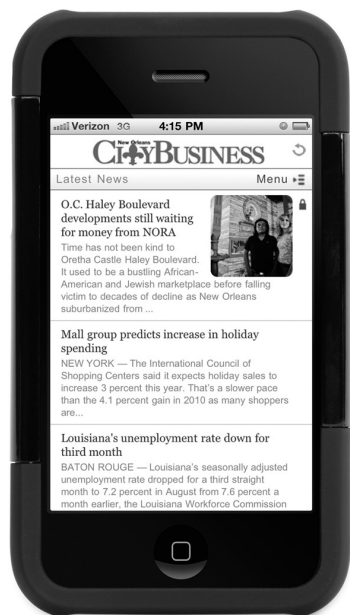 Verizon 3G 4:15 PM
New Orleans
CITYBUSINESS
Latest News Menu
O.C. Haley Boulevard
developments still waiting
for money from NORA
Time has not been kind to
Oretha Castle Haley Boulevard.
It used to be a bustling African-
American and Jewish marketplace before falling
victim to decades of decline as New Orleans
suburbanized from ...
Mall group predicts increase in holiday
spending
NEW YORK — The International Council of
Shopping Centers said it expects holiday sales to
increase 3 percent this year. That's a slower pace
than the 4.1 percent gain in 2010 as many shoppers
are...
Louisiana's unemployment rate down for
third month
BATON ROUGE — Louisiana's seasonally adjusted
unemployment rate dropped for a third straight
month to 7.2 percent in August from 7.6 percent a
month earlier, the Louisiana Workforce Commission